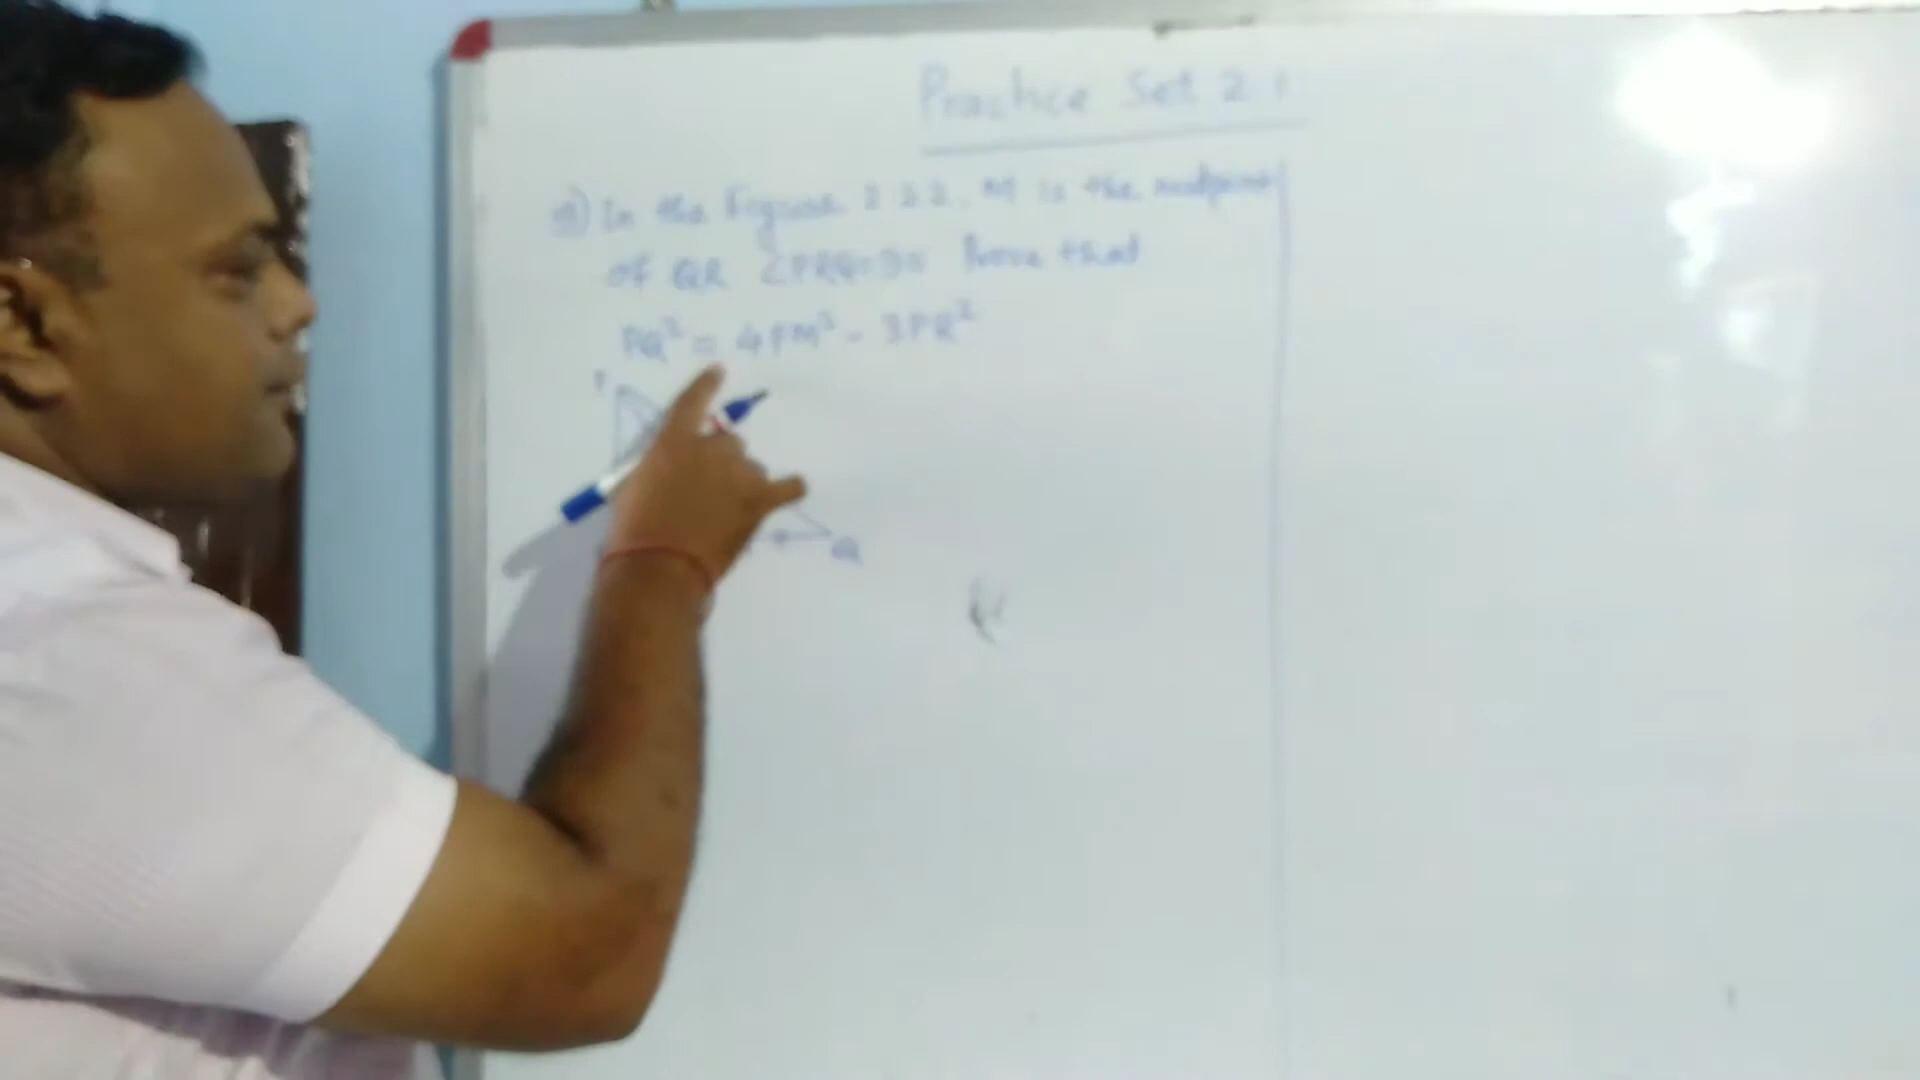 Practice Set 2.1
9) In the Figure 2.22, M is the midpoint
of QR ∠PRQ=90 Prove that
PQ² = 4PM² - 3PR²
P
Q